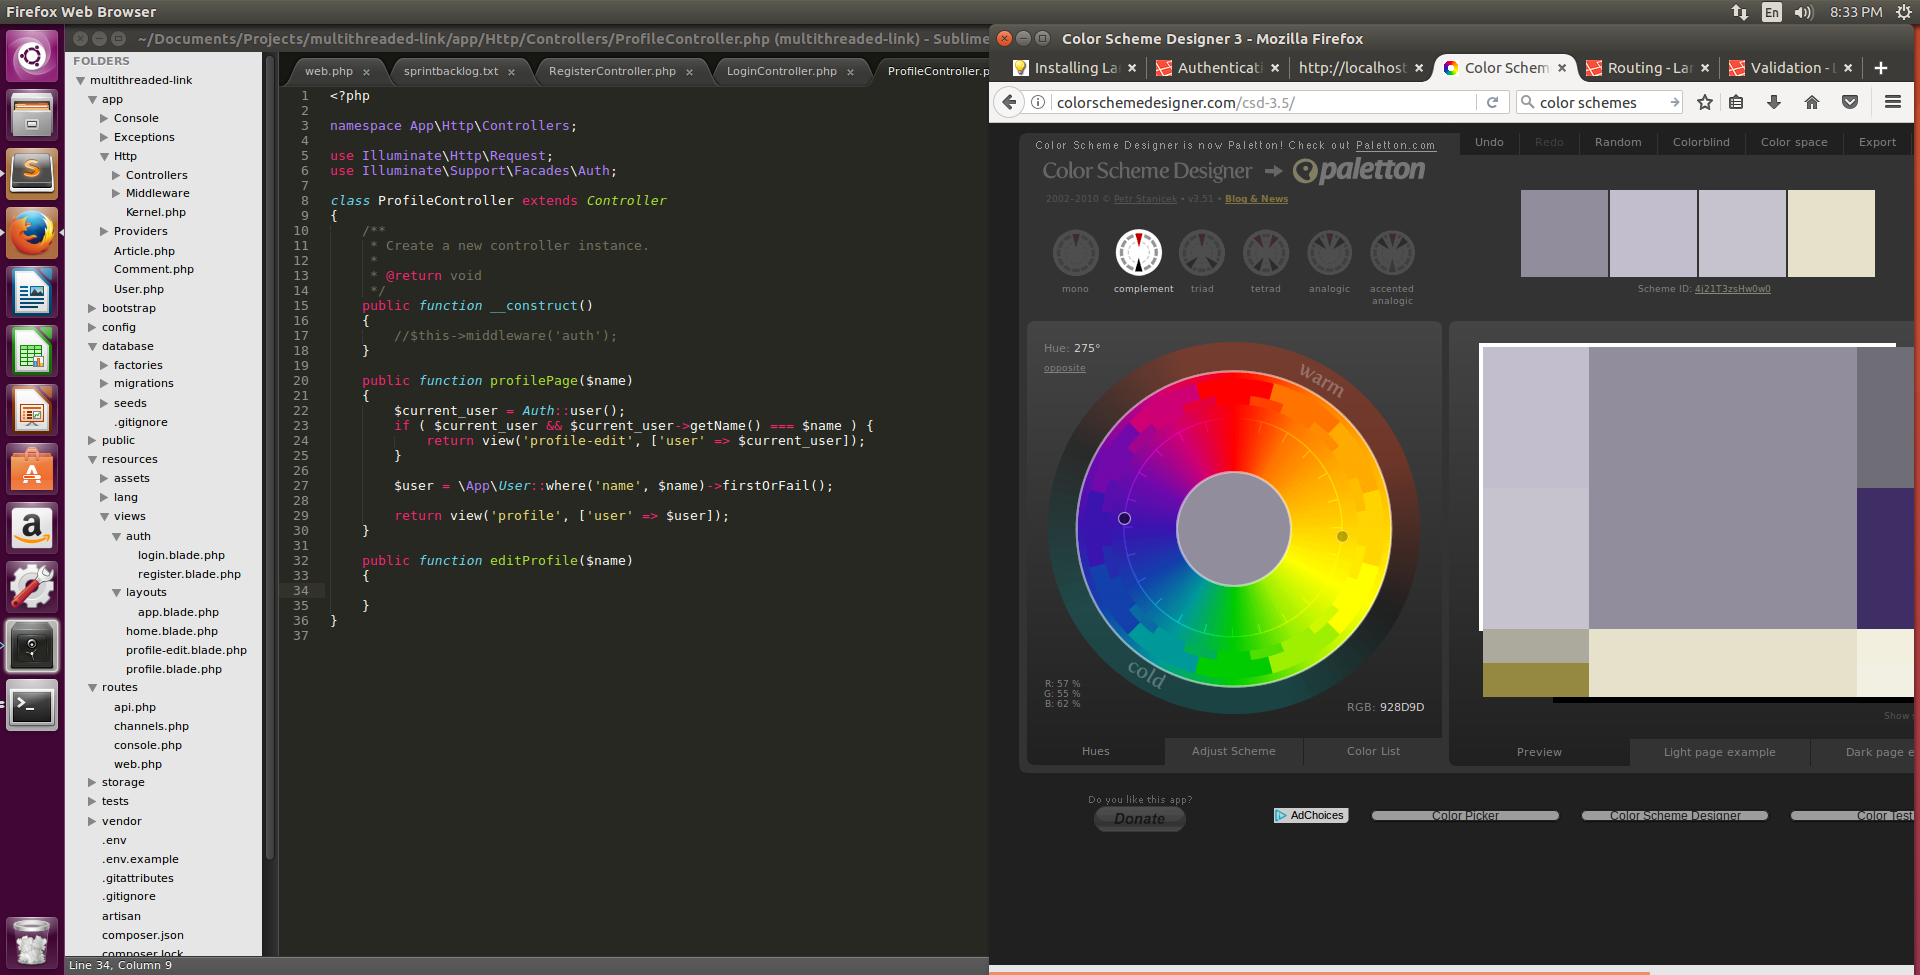 Firefox Web Browser
En
8:33 PM
~/Documents/Projects/multithreaded-link/app/Http/Controllers/ProfileController.php (multithreaded-link) - Sublime
FOLDERS
multithreaded-link
app
Console
Exceptions
Http
Controllers
Middleware
Kernel.php
Providers
Article.php
Comment.php
User.php
bootstrap
config
database
factories
migrations
seeds
.gitignore
public
resources
assets
lang
views
auth
login.blade.php
register.blade.php
layouts
app.blade.php
home.blade.php
profile-edit.blade.php
profile.blade.php
routes
api.php
channels.php
console.php
web.php
storage
tests
vendor
.env
.env.example
.gitattributes
.gitignore
artisan
composer.json
composer.lock
Line 34, Column 9
web.php × sprintbacklog.txt × RegisterController.php × LoginController.php × ProfileController.p
1 <?php
2
3 namespace App\Http\Controllers;
4
5 use Illuminate\Http\Request;
6 use Illuminate\Support\Facades\Auth;
7
8 class ProfileController extends Controller
9 {
10 /**
11 * Create a new controller instance.
12 *
13 * @return void
14 */
15 public function __construct()
16 {
17 //$this->middleware('auth');
18 }
19
20 public function profilePage($name)
21 {
22 $current_user = Auth::user();
23 if ( $current_user && $current_user->getName() === $name ) {
24 return view('profile-edit', ['user' => $current_user]);
25 }
26
27 $user = \App\User::where('name', $name)->firstOrFail();
28
29 return view('profile', ['user' => $user]);
30 }
31
32 public function editProfile($name)
33 {
34
35 }
36 }
37
Color Scheme Designer 3 - Mozilla Firefox
Installing La × Authenticati × http://localhost × Color Schem × Routing - La × Validation - L × +
colorschemedesigner.com/csd-3.5/
color schemes
Color Scheme Designer is now Paletton! Check out Paletton.com
Undo Redo Random Colorblind Color space Export
Color Scheme Designer → paletton
2002–2010 © Petr Stanicek • v3.51 • Blog & News
mono complement triad tetrad analogic accented analogic
Scheme ID: 4j21T3zsHw0w0
Hue: 275°
opposite
warm
cold
R: 57 %
G: 55 %
B: 62 %
RGB: 928D9D
Show
Hues Adjust Scheme Color List
Preview Light page example Dark page e
Do you like this app?
Donate
AdChoices
Color Picker
Color Scheme Designer
Color Test